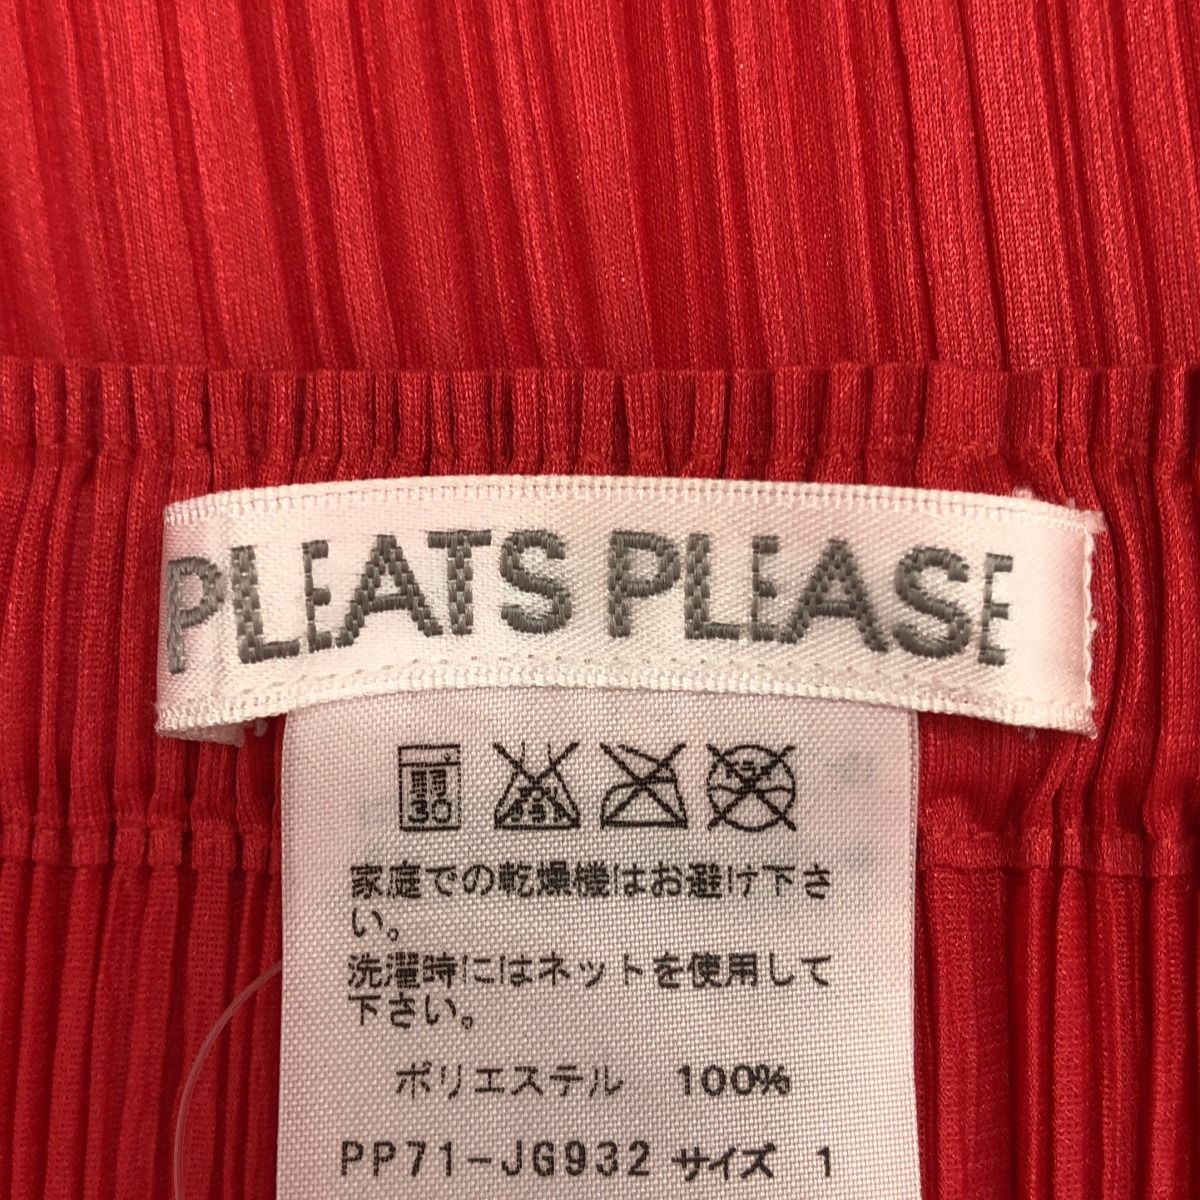 PLEATS PLEASE
30
家庭での乾燥機はお避け下さ
い。
洗濯時にはネットを使用して
下さい。
ポリエステル 100%
PP71-JG932 サイズ 1